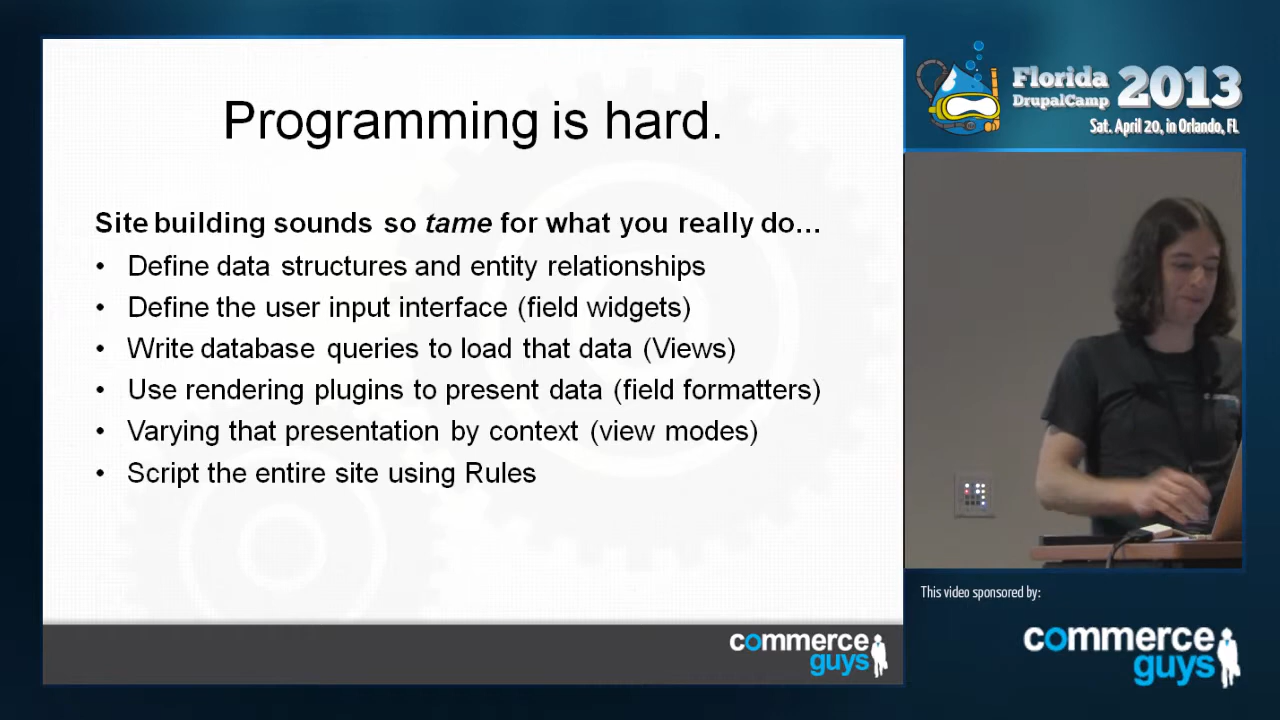 Programming is hard.
Site building sounds so tame for what you really do...
• Define data structures and entity relationships
• Define the user input interface (field widgets)
• Write database queries to load that data (Views)
• Use rendering plugins to present data (field formatters)
• Varying that presentation by context (view modes)
• Script the entire site using Rules
commerce
guys
Florida
DrupalCamp
2013
Sat. April 20, in Orlando, FL
This video sponsored by:
commerce
guys